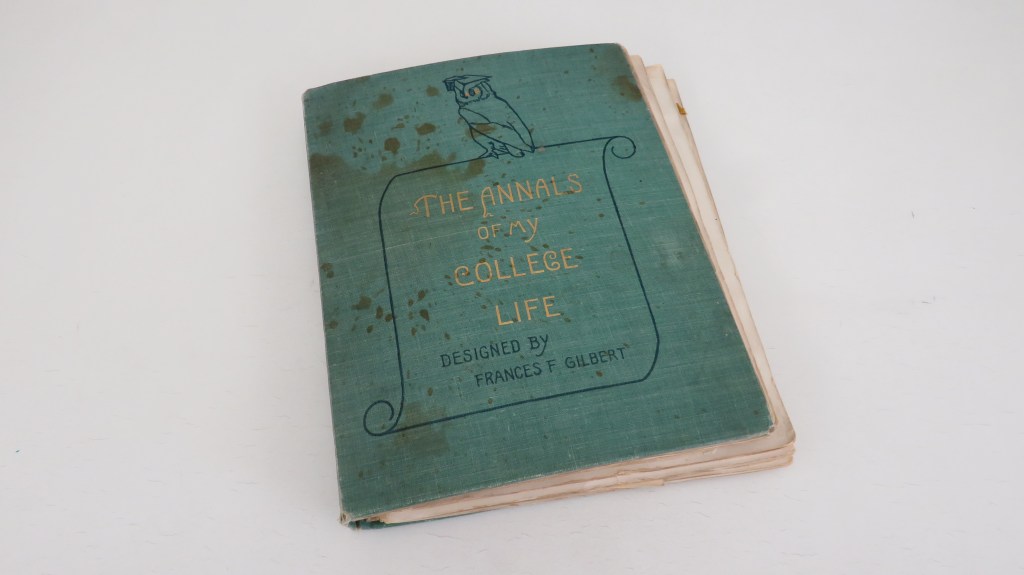 THE ANNALS
OF MY
COLLEGE
LIFE
DESIGNED BY
FRANCES F GILBERT